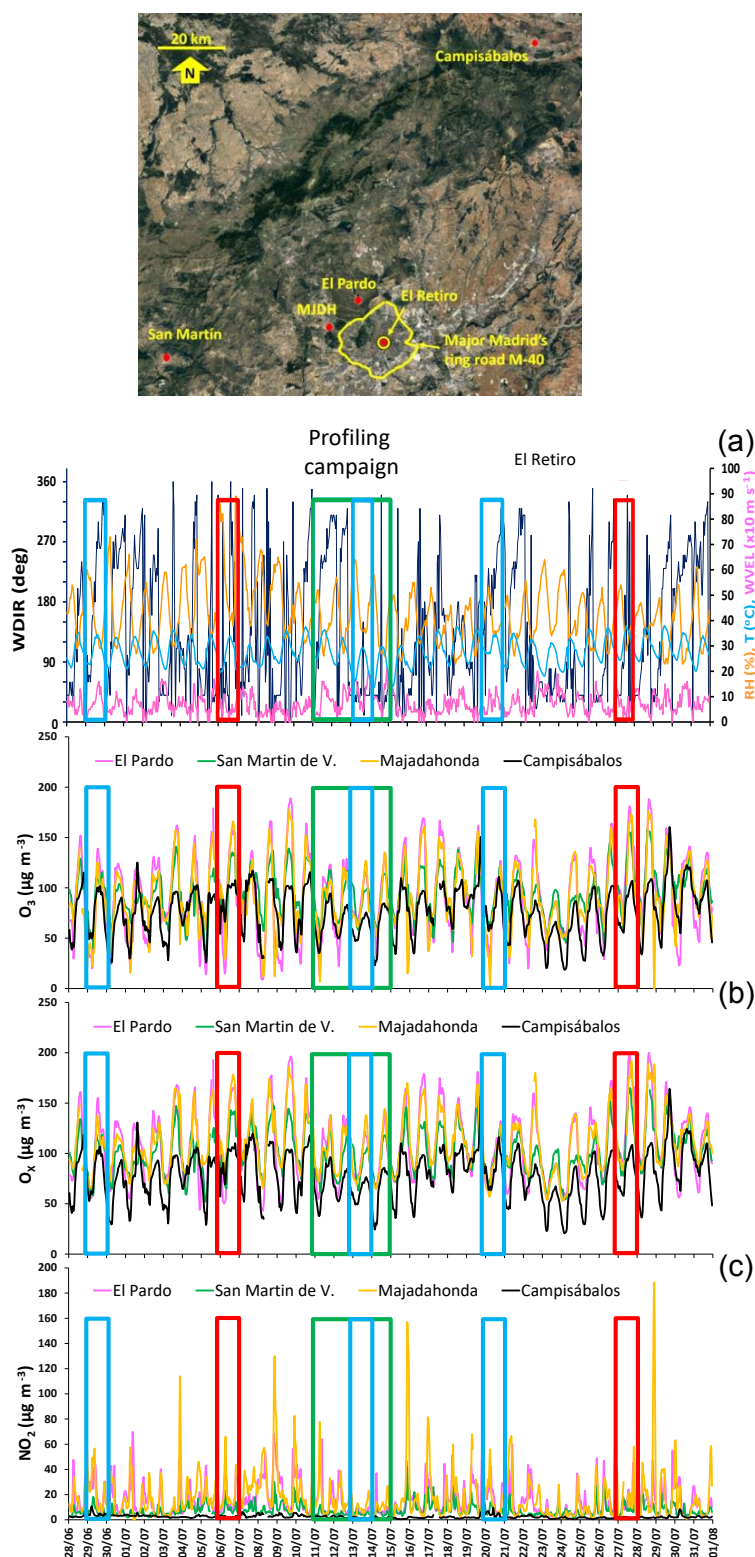 20 km
N
Campisábalos
El Pardo
El Retiro
MJDH
San Martín
Major Madrid's
ring road M-40
Profiling
campaign
El Retiro
(a)
WDIR (deg)
360
270
180
90
0
100
90
80
70
60
50
40
30
20
10
0
RH (%), T (ºC), WVEL (x10 m s-1)
El Pardo San Martin de V. Majadahonda Campisábalos
O3 (µg m-3)
250
200
150
100
50
0
(b)
El Pardo San Martin de V. Majadahonda Campisábalos
OX (µg m-3)
250
200
150
100
50
0
(c)
El Pardo San Martin de V. Majadahonda Campisábalos
NO2 (µg m-3)
200
180
160
140
120
100
80
60
40
20
0
28/06 29/06 30/06 01/07 02/07 03/07 04/07 05/07 06/07 07/07 08/07 09/07 10/07 11/07 12/07 13/07 14/07 15/07 16/07 17/07 18/07 19/07 20/07 21/07 22/07 23/07 24/07 25/07 26/07 27/07 28/07 29/07 30/07 31/07 01/08